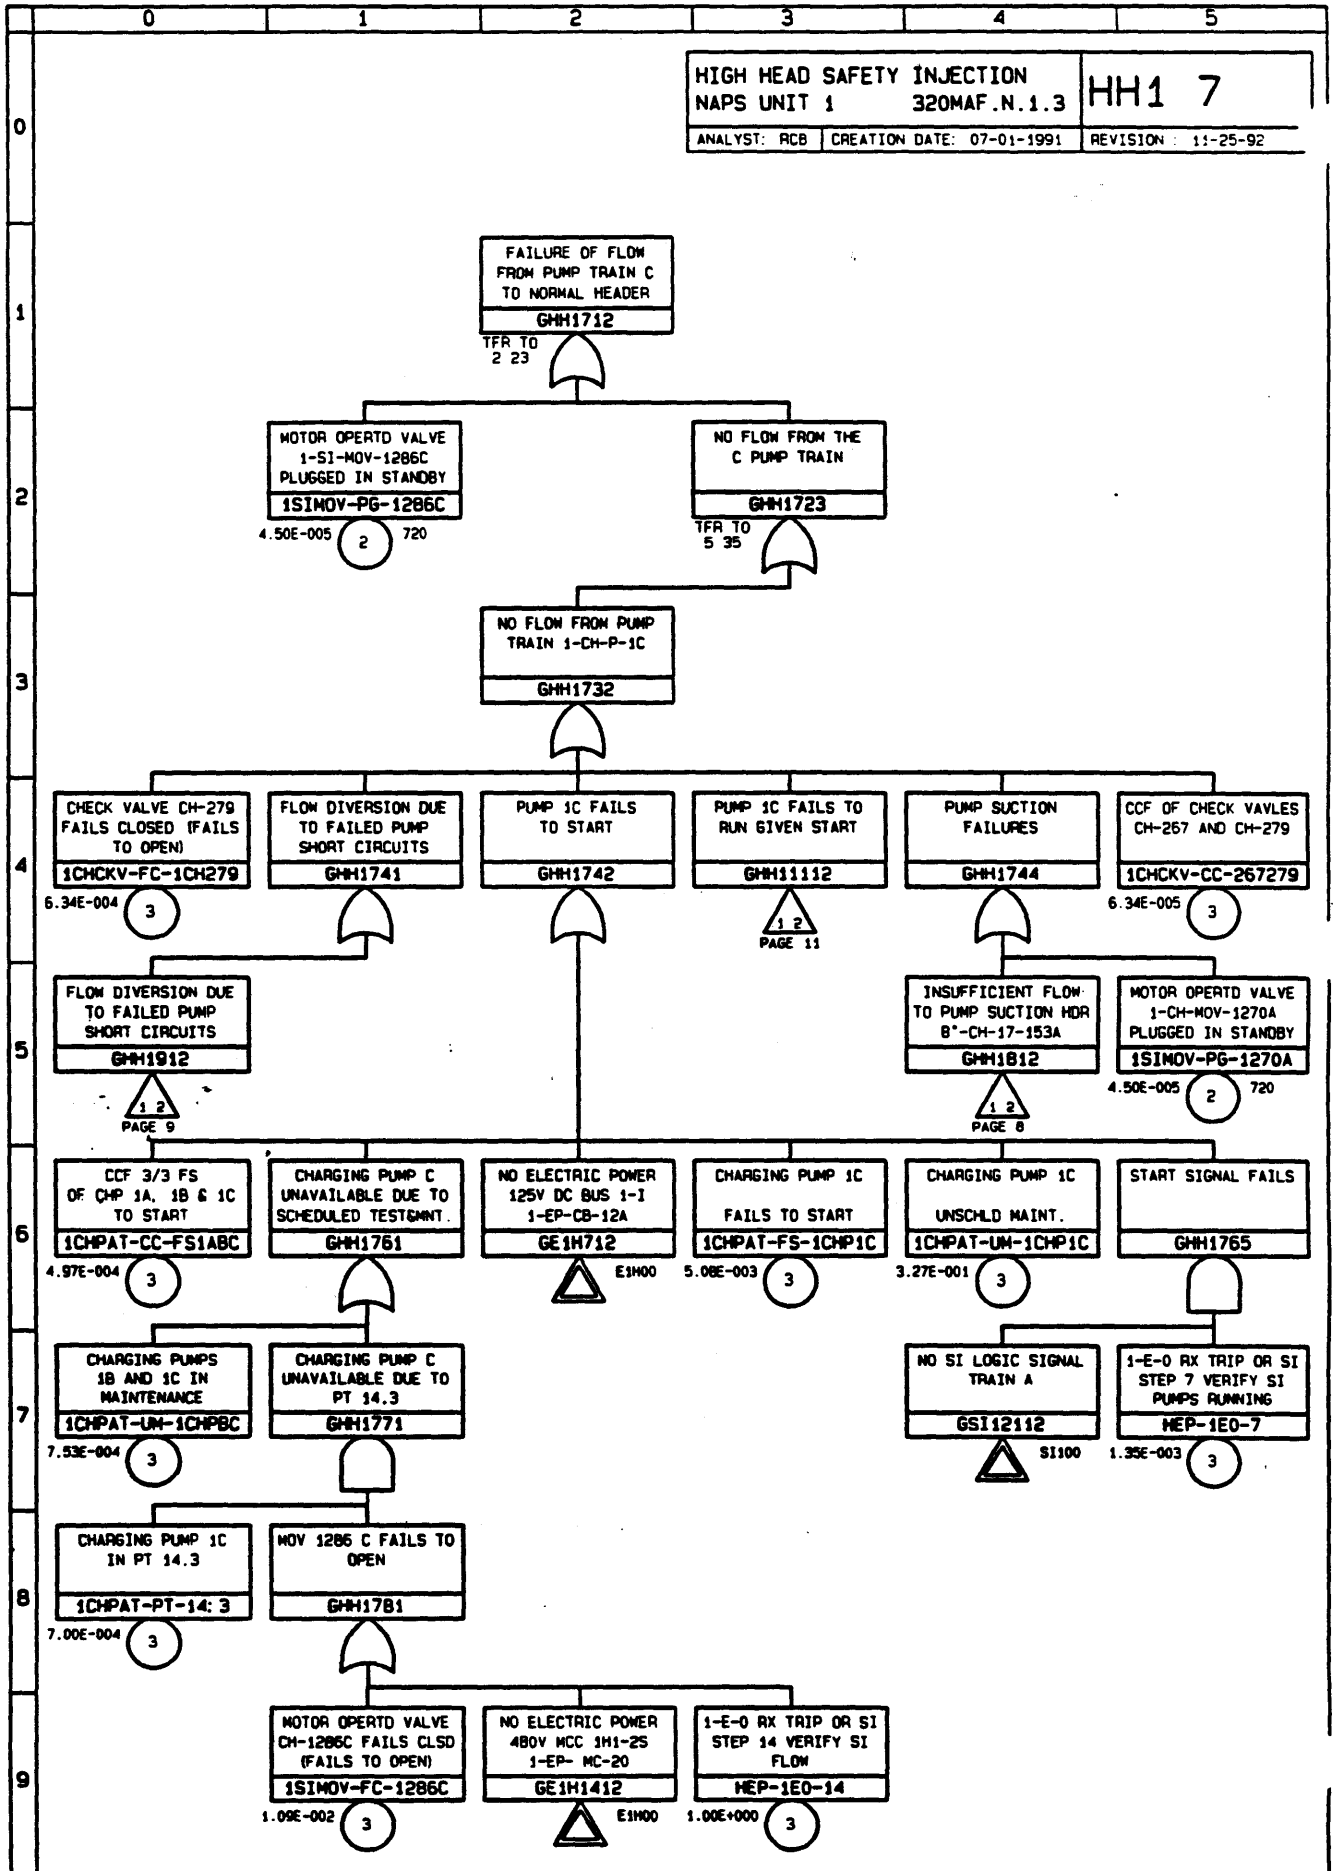 0 1 2 3 4 5
HIGH HEAD SAFETY INJECTION
NAPS UNIT 1 320MAF.N.1.3
HH1 7
ANALYST: RCB CREATION DATE: 07-01-1991 REVISION : 11-25-92
0
FAILURE OF FLOW
FROM PUMP TRAIN C
TO NORMAL HEADER
GHH1712
TFR TO
2 23
1
MOTOR OPERTD VALVE
1-SI-MOV-1286C
PLUGGED IN STANDBY
1SIMOV-PG-1286C
4.50E-005 2 720
NO FLOW FROM THE
C PUMP TRAIN
GHH1723
TFR TO
5 35
2
NO FLOW FROM PUMP
TRAIN 1-CH-P-1C
GHH1732
3
CHECK VALVE CH-279
FAILS CLOSED (FAILS
TO OPEN)
1CHCKV-FC-1CH279
6.34E-004 3
FLOW DIVERSION DUE
TO FAILED PUMP
SHORT CIRCUITS
GHH1741
PUMP 1C FAILS
TO START
GHH1742
PUMP 1C FAILS TO
RUN GIVEN START
GHH11112
1 2
PAGE 11
PUMP SUCTION
FAILURES
GHH1744
CCF OF CHECK VAVLES
CH-267 AND CH-279
1CHCKV-CC-267279
6.34E-005 3
4
FLOW DIVERSION DUE
TO FAILED PUMP
SHORT CIRCUITS
GHH1912
1 2
PAGE 9
INSUFFICIENT FLOW
TO PUMP SUCTION HDR
8"-CH-17-153A
GHH1812
1 2
PAGE 8
MOTOR OPERTD VALVE
1-CH-MOV-1270A
PLUGGED IN STANDBY
1SIMOV-PG-1270A
4.50E-005 2 720
5
CCF 3/3 FS
OF CHP 1A, 1B & 1C
TO START
1CHPAT-CC-FS1ABC
4.97E-004 3
CHARGING PUMP C
UNAVAILABLE DUE TO
SCHEDULED TEST&MNT.
GHH1761
NO ELECTRIC POWER
125V DC BUS 1-I
1-EP-CB-12A
GE1H712
E1H00
CHARGING PUMP 1C
FAILS TO START
1CHPAT-FS-1CHP1C
5.08E-003 3
CHARGING PUMP 1C
UNSCHLD MAINT.
1CHPAT-UM-1CHP1C
3.27E-001 3
START SIGNAL FAILS
GHH1765
6
CHARGING PUMPS
1B AND 1C IN
MAINTENANCE
1CHPAT-UM-1CHPBC
7.53E-004 3
CHARGING PUMP C
UNAVAILABLE DUE TO
PT 14.3
GHH1771
NO SI LOGIC SIGNAL
TRAIN A
GSI12112
SI100
1-E-0 RX TRIP OR SI
STEP 7 VERIFY SI
PUMPS RUNNING
HEP-1E0-7
1.35E-003 3
7
CHARGING PUMP 1C
IN PT 14.3
1CHPAT-PT-14:3
7.00E-004 3
MOV 1286 C FAILS TO
OPEN
GHH1781
8
MOTOR OPERTD VALVE
CH-1286C FAILS CLSD
(FAILS TO OPEN)
1SIMOV-FC-1286C
1.09E-002 3
NO ELECTRIC POWER
480V MCC 1H1-2S
1-EP- MC-20
GE1H1412
E1H00
1-E-0 RX TRIP OR SI
STEP 14 VERIFY SI
FLOW
HEP-1E0-14
1.00E+000 3
9